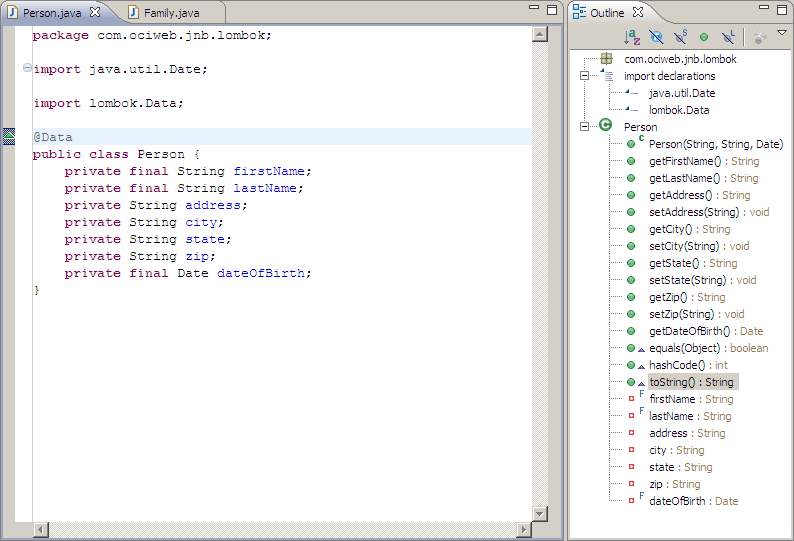 Person.java
Family.java
package com.ociweb.jnb.lombok;
import java.util.Date;
import lombok.Data;
@Data
public class Person {
    private final String firstName;
    private final String lastName;
    private String address;
    private String city;
    private String state;
    private String zip;
    private final Date dateOfBirth;
}
Outline
com.ociweb.jnb.lombok
import declarations
java.util.Date
lombok.Data
Person
Person(String, String, Date)
getFirstName() : String
getLastName() : String
getAddress() : String
setAddress(String) : void
getCity() : String
setCity(String) : void
getState() : String
setState(String) : void
getZip() : String
setZip(String) : void
getDateOfBirth() : Date
equals(Object) : boolean
hashCode() : int
toString() : String
firstName : String
lastName : String
address : String
city : String
state : String
zip : String
dateOfBirth : Date